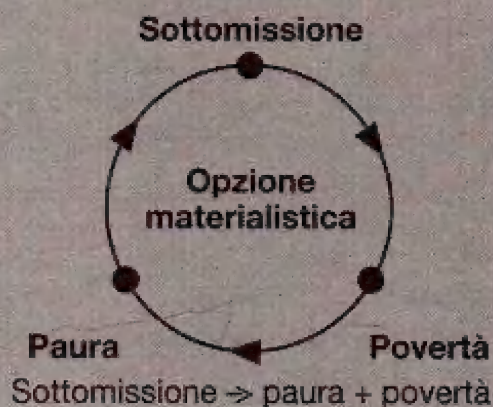 Sottomissione
Opzione
materialistica
Paura
Povertà
Sottomissione -> paura + povertà